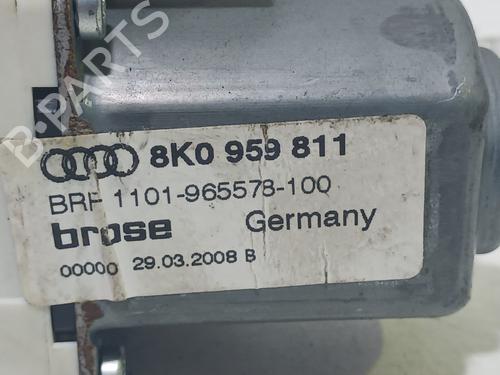 B-PARTS
8K0 959 811
BRF 1101-965578-100
brose Germany
00000 29.03.2008 B